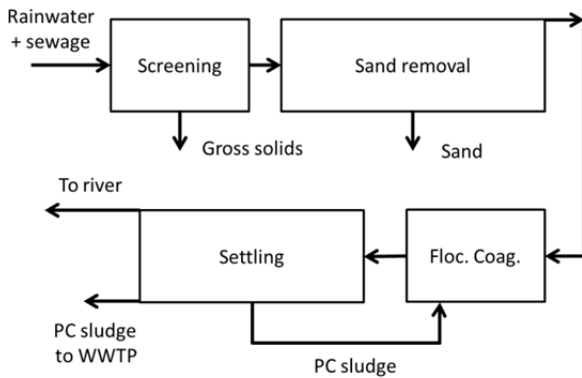 Rainwater
+ sewage
Screening
Sand removal
Gross solids
Sand
To river
Settling
Floc. Coag.
PC sludge
to WWTP
PC sludge